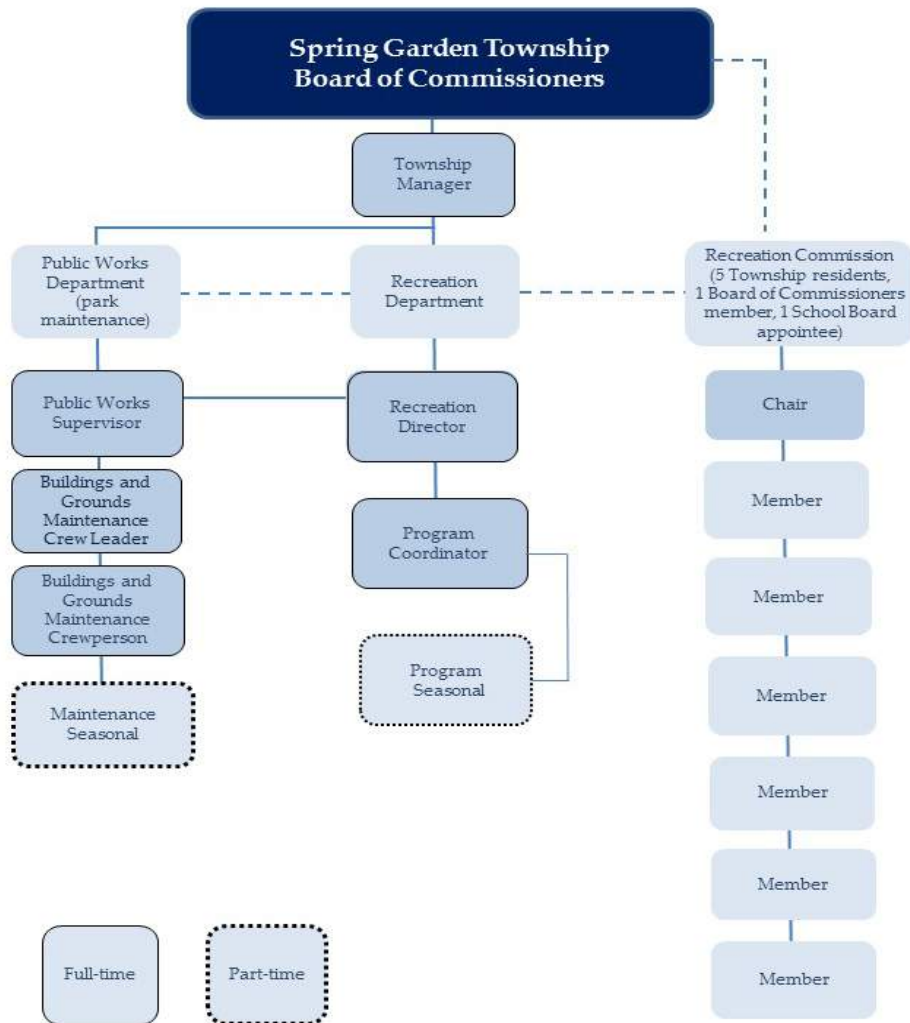 Spring Garden Township
Board of Commissioners
Township
Manager
Public Works
Department
(park
maintenance)
Recreation
Department
Recreation Commission
(5 Township residents,
1 Board of Commissioners
member, 1 School Board
appointee)
Public Works
Supervisor
Recreation
Director
Chair
Buildings and
Grounds
Maintenance
Crew Leader
Program
Coordinator
Member
Buildings and
Grounds
Maintenance
Crewperson
Member
Maintenance
Seasonal
Program
Seasonal
Member
Member
Member
Member
Full-time
Part-time